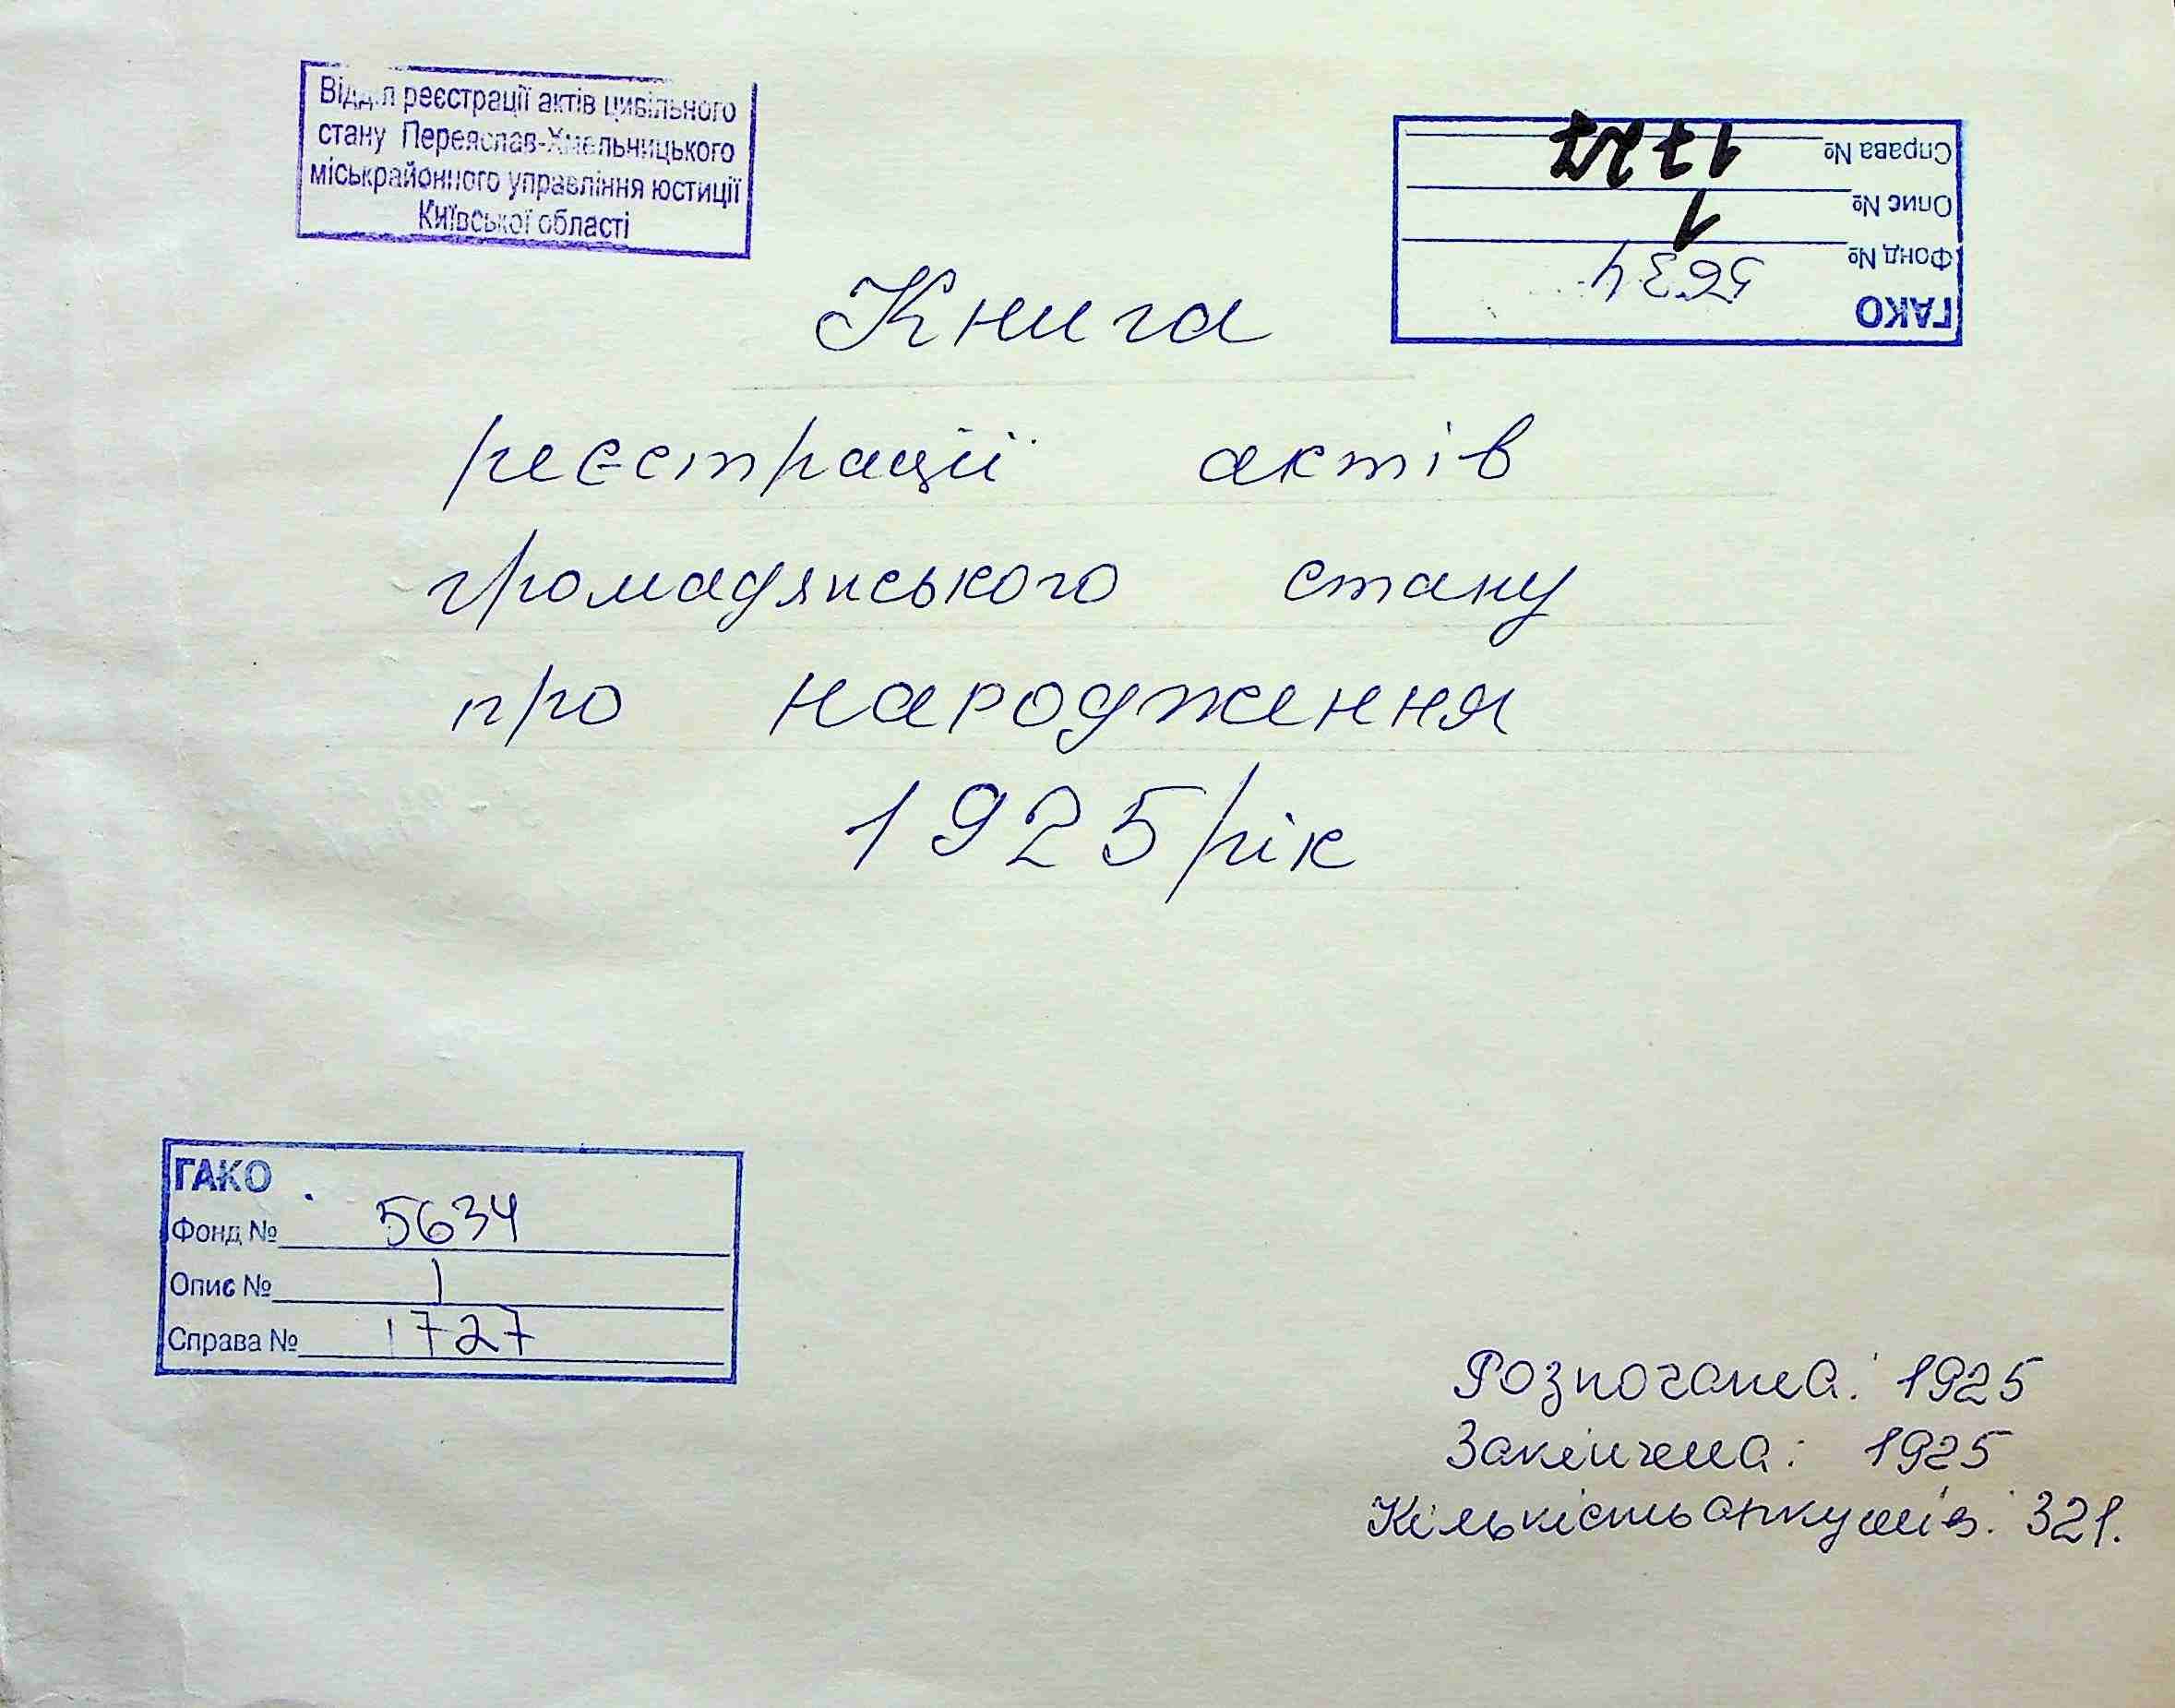 Відділ реєстрації актів цивільного
стану Переяслав-Хмельницького
міськрайонного управління юстиції
Київської області
ГАКО
Фонд № 5634
Опис № 1
Справа № 1727
Книга
реєстрації актів
громадянського стану
про народження
1925 рік
ГАКО
Фонд № 5634
Опис № 1
Справа № 1727
Розпочата: 1925
Закінчена: 1925
Кількість аркушів: 321.